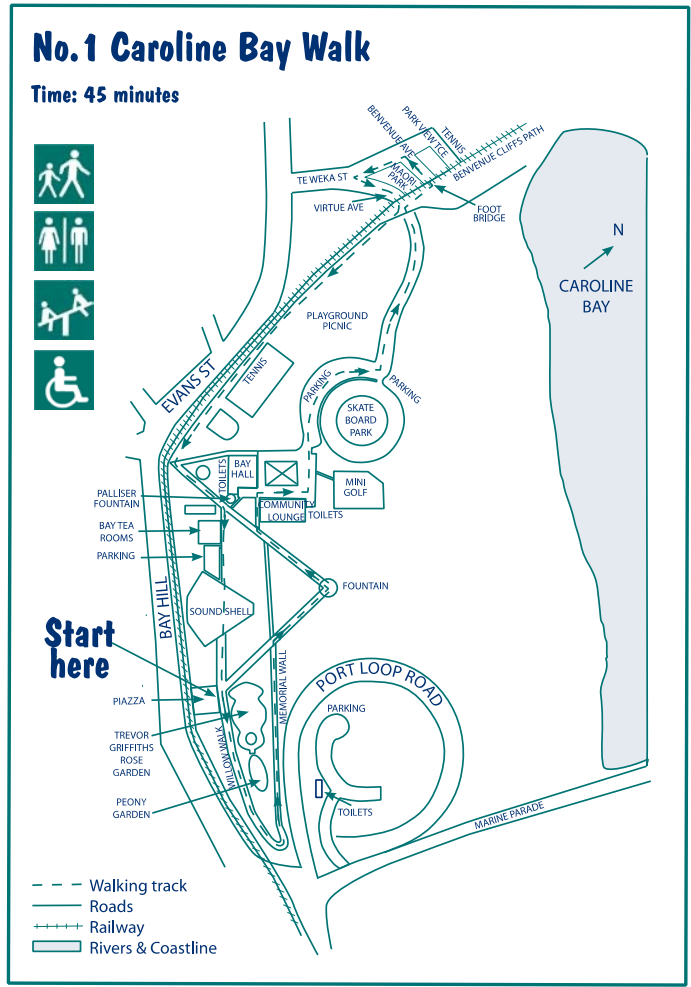 No.1 Caroline Bay Walk
Time: 45 minutes
BENVENUE AVE
PARK VIEW TCE
TENNIS
BENVENUE CLIFFS PATH
TE WEKA ST
MAORI
PARK
VIRTUE AVE
FOOT
BRIDGE
N
CAROLINE
BAY
PLAYGROUND
PICNIC
EVANS ST
TENNIS
PARKING
PARKING
SKATE
BOARD
PARK
TOILETS
BAY
HALL
MINI
GOLF
PALLISER
FOUNTAIN
COMMUNITY
LOUNGE
TOILETS
BAY TEA
ROOMS
PARKING
FOUNTAIN
BAY HILL
SOUND SHELL
Start
here
MEMORIAL WALL
PORT LOOP ROAD
PIAZZA
PARKING
TREVOR
GRIFFITHS
ROSE
GARDEN
WILLOW WALK
PEONY
GARDEN
TOILETS
MARINE PARADE
Walking track
Roads
Railway
Rivers & Coastline